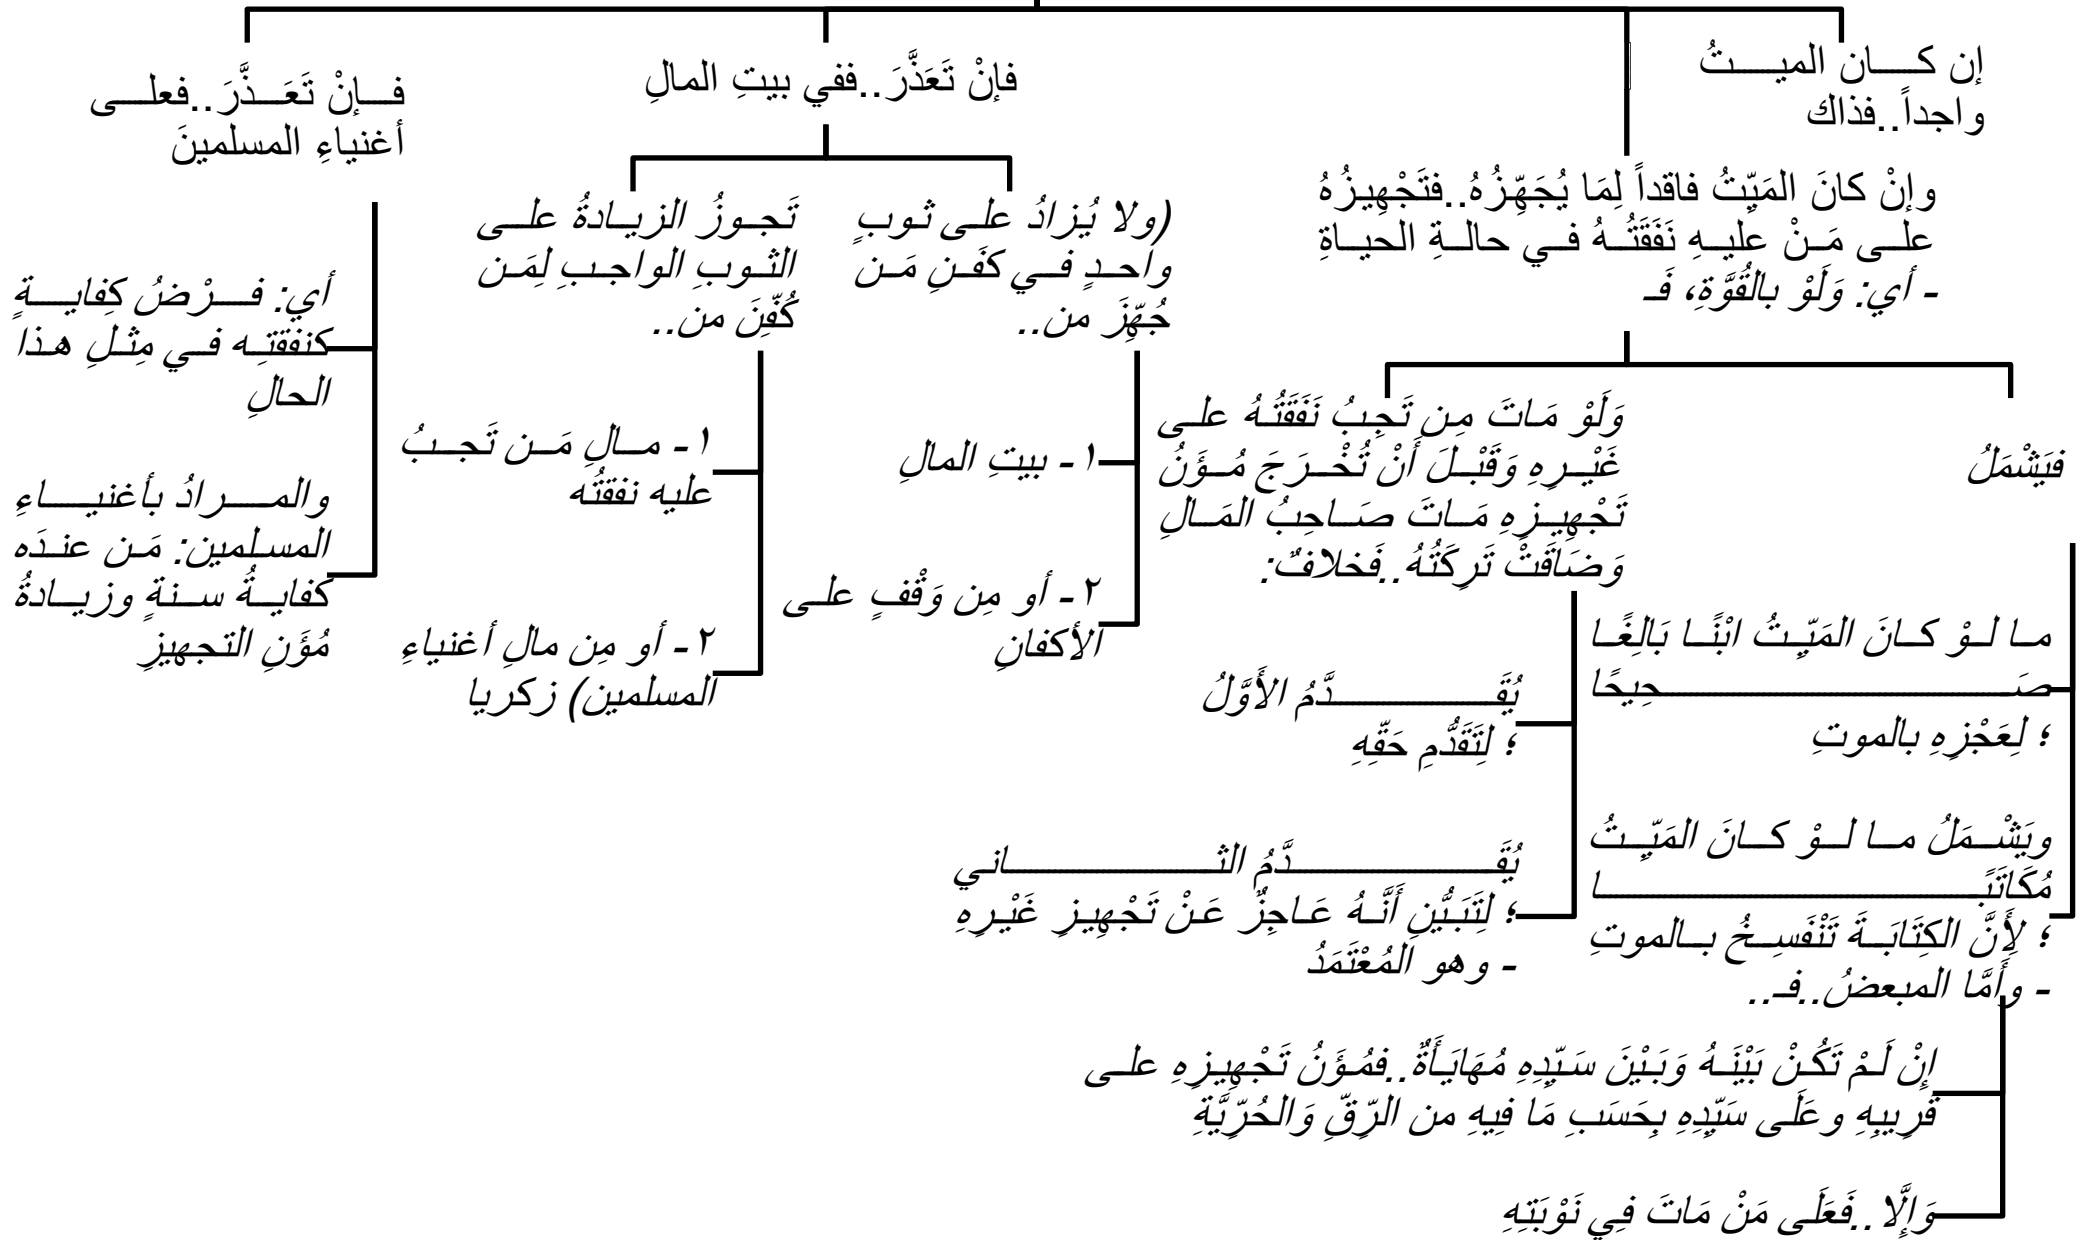 إن كان الميتُ
واجداً..فذاك
وإنْ كانَ المَيِّتُ فاقداً لِمَا يُجَهِّزُهُ..فتَجْهِيزُهُ
على مَنْ عليهِ نَفَقَتُهُ في حالةِ الحياةِ
- أي: وَلَوْ بالقُوَّةِ، فَـ
فيَشْمَلُ
ما لوْ كانَ المَيِّتُ ابْنًا بَالِغًا
صَحِيحًا
؛ لِعَجْزِهِ بالموتِ
ويَشْمَلُ ما لوْ كانَ المَيِّتُ
مُكَاتَبًا
؛ لِأَنَّ الكِتَابَةَ تَنْفَسِخُ بالموتِ
- وأَمَّا المبعضُ..فـ..
إِنْ لَمْ تَكُنْ بَيْنَهُ وَبَيْنَ سَيِّدِهِ مُهَايَأَةٌ..فمُؤَنُ تَجْهِيزِهِ على
قَرِيبِهِ وعَلَى سَيِّدِهِ بِحَسَبِ مَا فِيهِ من الرِّقِّ وَالحُرِّيَّةِ
وَإِلَّا..فَعَلَى مَنْ مَاتَ فِي نَوْبَتِهِ
وَلَوْ مَاتَ مِن تَجِبُ نَفَقَتُهُ على
غَيْرِهِ وَقَبْلَ أَنْ تُخْرَجَ مُؤَنُ
تَجْهِيزِهِ مَاتَ صَاحِبُ المَالِ
وَضَاقَتْ تَرِكَتُهُ..فَخلافٌ:
يُقَدَّمُ الأَوَّلُ
؛ لِتَقَدُّمِ حَقِّهِ
يُقَدَّمُ الثاني
؛ لِتَبَيُّنِ أَنَّهُ عَاجِزٌ عَنْ تَجْهِيزِ غَيْرِهِ
- وهو المُعْتَمَدُ
فإنْ تَعَذَّرَ..ففي بيتِ المالِ
(ولا يُزادُ على ثوبٍ
واحدٍ في كَفَنِ مَن
جُهِّزَ من..
١- بيتِ المالِ
٢- أو مِن وَقْفٍ على
الأكفانِ
تَجوزُ الزيادةُ على
الثوبِ الواجبِ لِمَن
كُفِّنَ من..
١- مالِ مَن تَجبُ
عليه نفقتُه
٢- أو مِن مالِ أغنياءِ
المسلمين) زكريا
فإنْ تَعَذَّرَ..فعلى
أغنياءِ المسلمينَ
أي: فرْضُ كِفايةٍ
كنفقتِه في مِثلِ هذا
الحالِ
والمرادُ بأغنياءِ
المسلمين: مَن عندَه
كفايةُ سنةٍ وزيادةُ
مُؤَنِ التجهيزِ